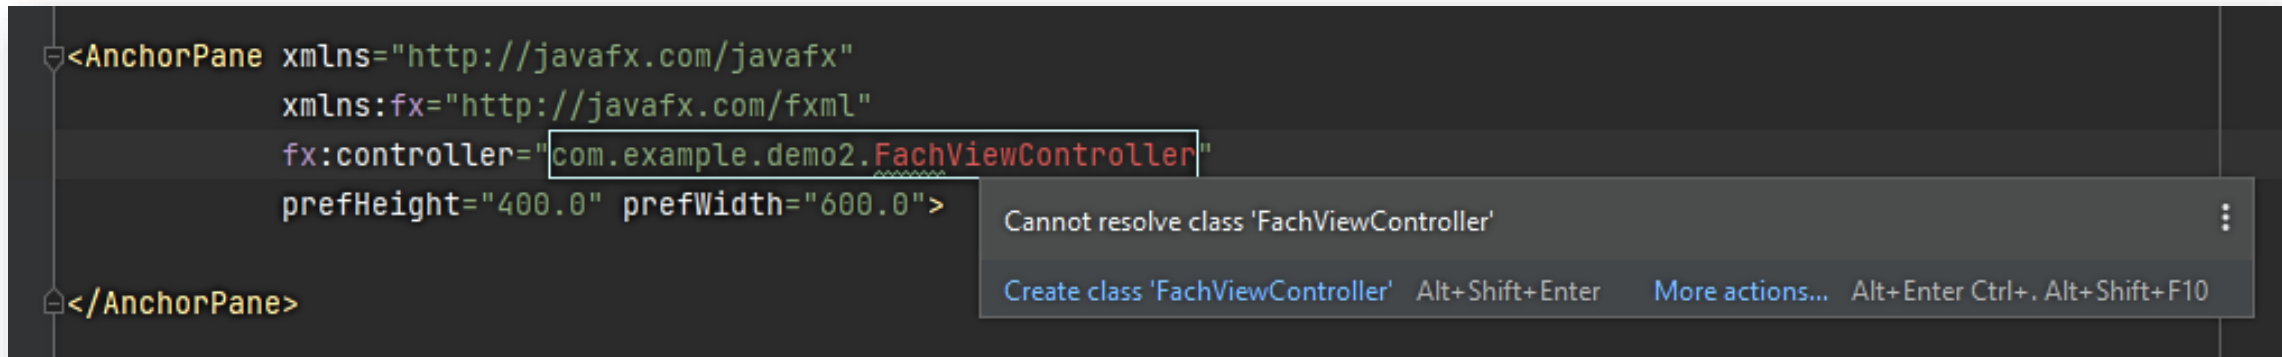 <AnchorPane xmlns="http://javafx.com/javafx"
xmlns:fx="http://javafx.com/fxml"
fx:controller="com.example.demo2.FachViewController"
prefHeight="400.0" prefWidth="600.0">
Cannot resolve class 'FachViewController'
Create class 'FachViewController' Alt+Shift+Enter More actions... Alt+Enter Ctrl+. Alt+Shift+F10
</AnchorPane>